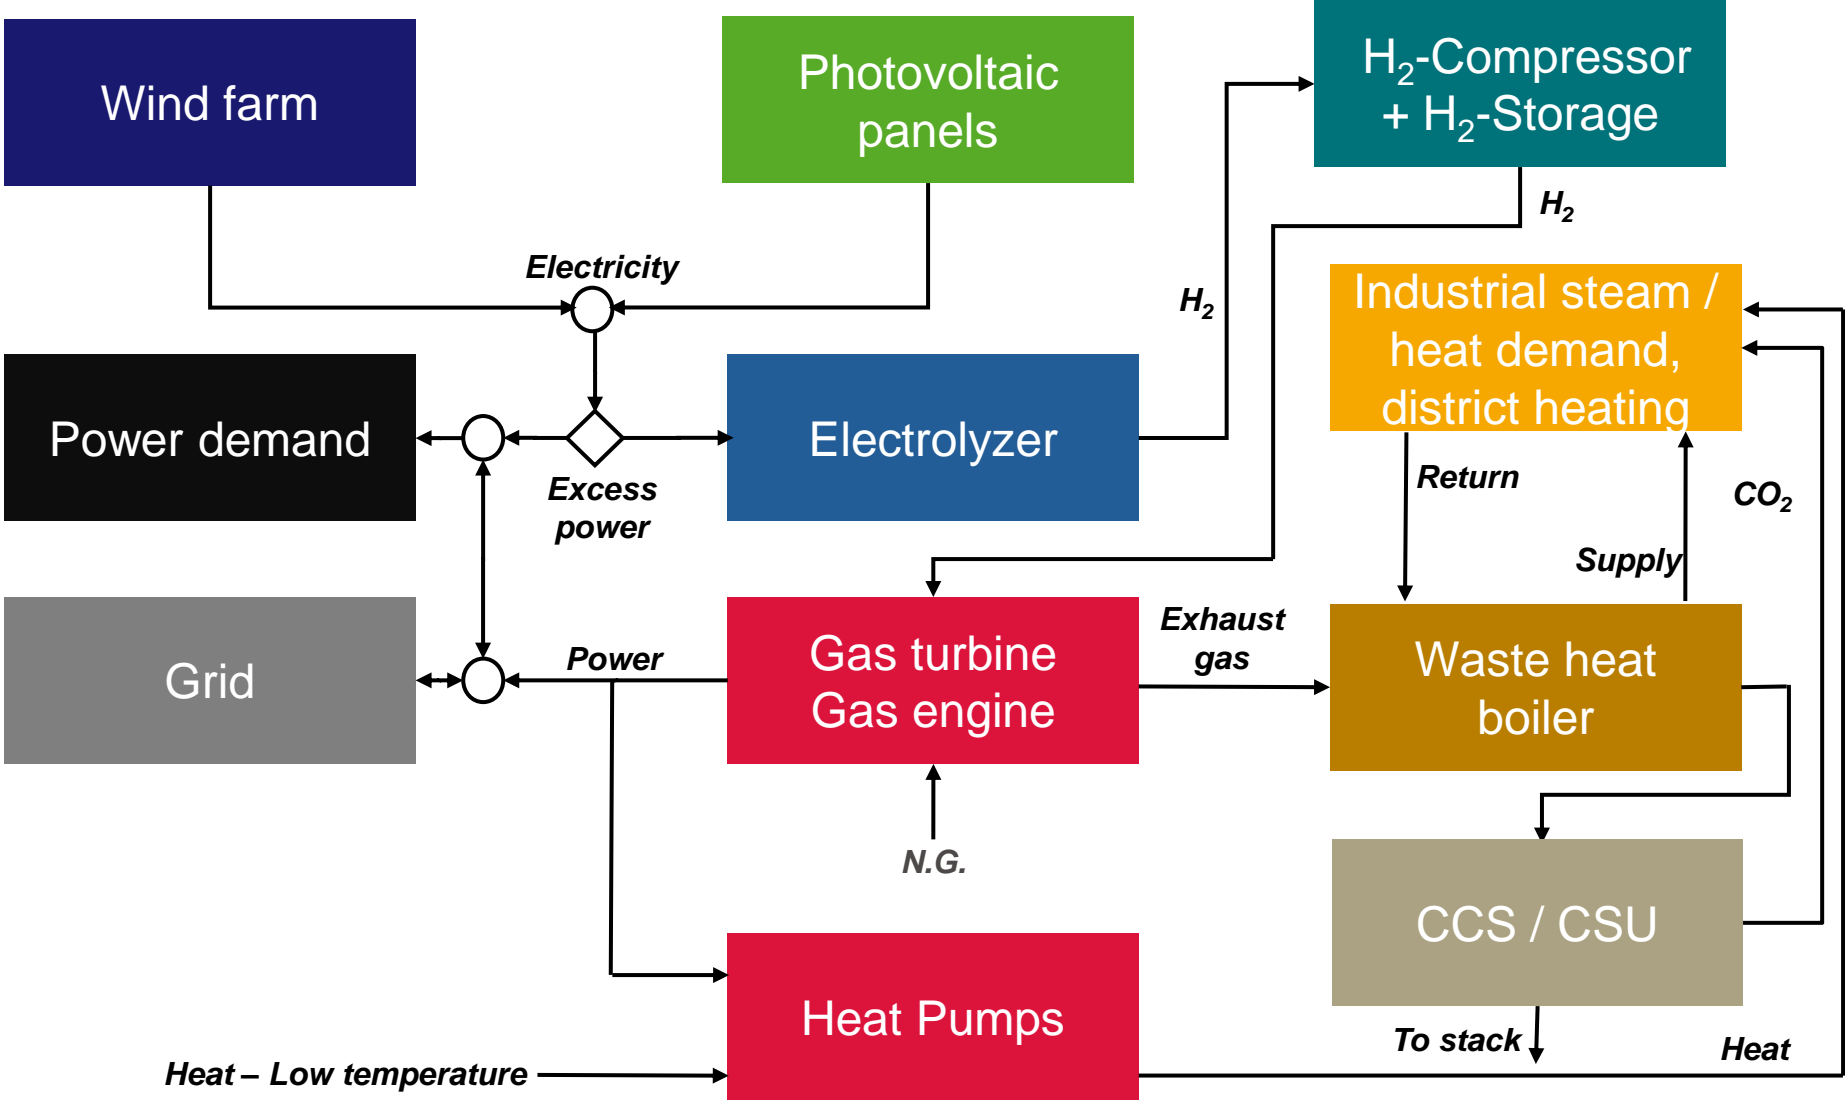 Wind farm
Photovoltaic
panels
H₂-Compressor
+ H₂-Storage
H₂
Electricity
H₂
Industrial steam /
heat demand,
district heating
Power demand
Electrolyzer
Excess
power
Return
CO₂
Supply
Grid
Power
Gas turbine
Gas engine
Exhaust
gas
Waste heat
boiler
N.G.
CCS / CSU
Heat Pumps
To stack
Heat
Heat – Low temperature